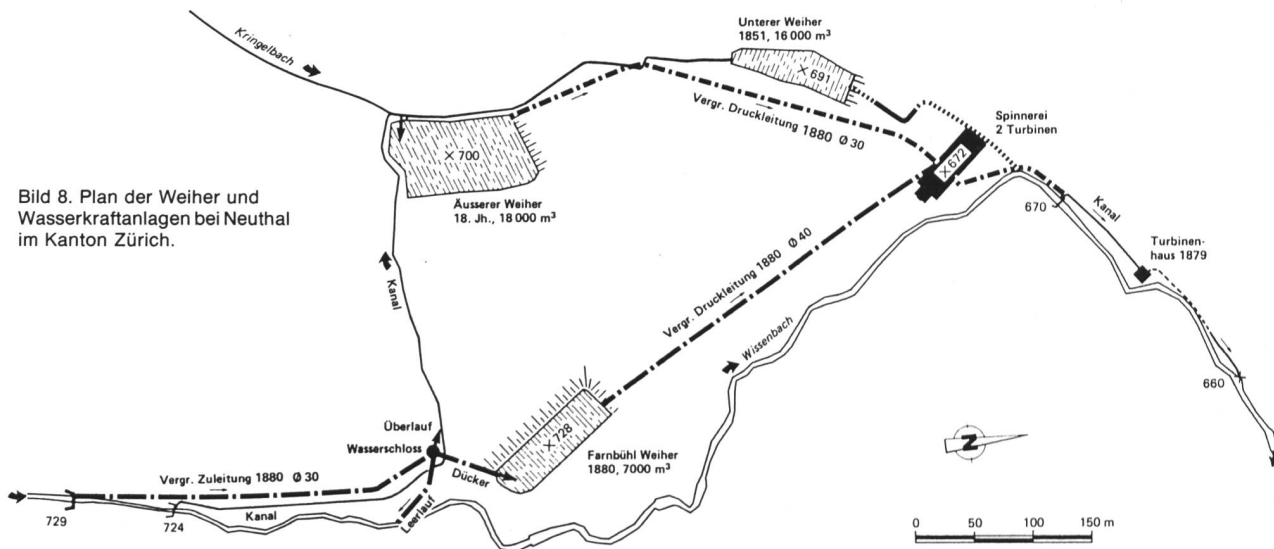 Kringelbach
Unterer Weiher
1851, 16 000 m³
× 691
Vergr. Druckleitung 1880 Ø 30
Spinnerei
2 Turbinen
× 672
× 700
Äusserer Weiher
18. Jh., 18 000 m³
Bild 8. Plan der Weiher und
Wasserkraftanlagen bei Neuthal
im Kanton Zürich.
670
Kanal
Turbinen-
haus 1879
Kanal
Vergr. Druckleitung 1880 Ø 40
Wissenbach
660
× 728
Überlauf
Wasserschloss
Farnbühl Weiher
1880, 7000 m³
N
Dücker
Vergr. Zuleitung 1880 Ø 30
Leerlauf
Kanal
729
724
0 50 100 150 m